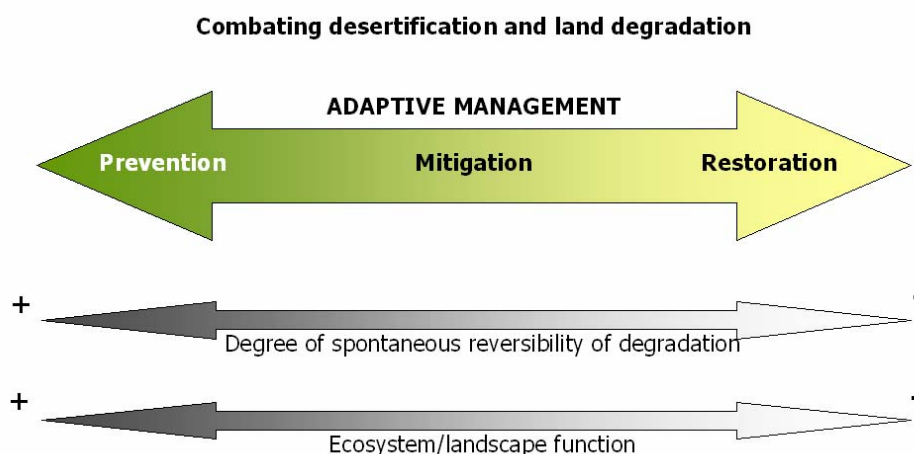 Combating desertification and land degradation
ADAPTIVE MANAGEMENT
Prevention Mitigation Restoration
+
Degree of spontaneous reversibility of degradation
+
Ecosystem/landscape function